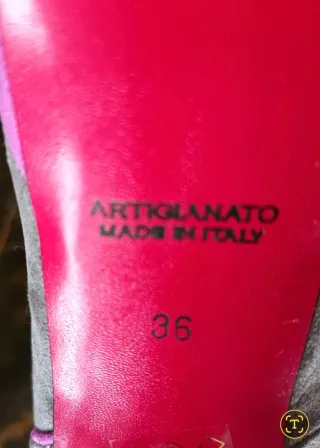 ARTIGIANATO
MADE IN ITALY
36
T